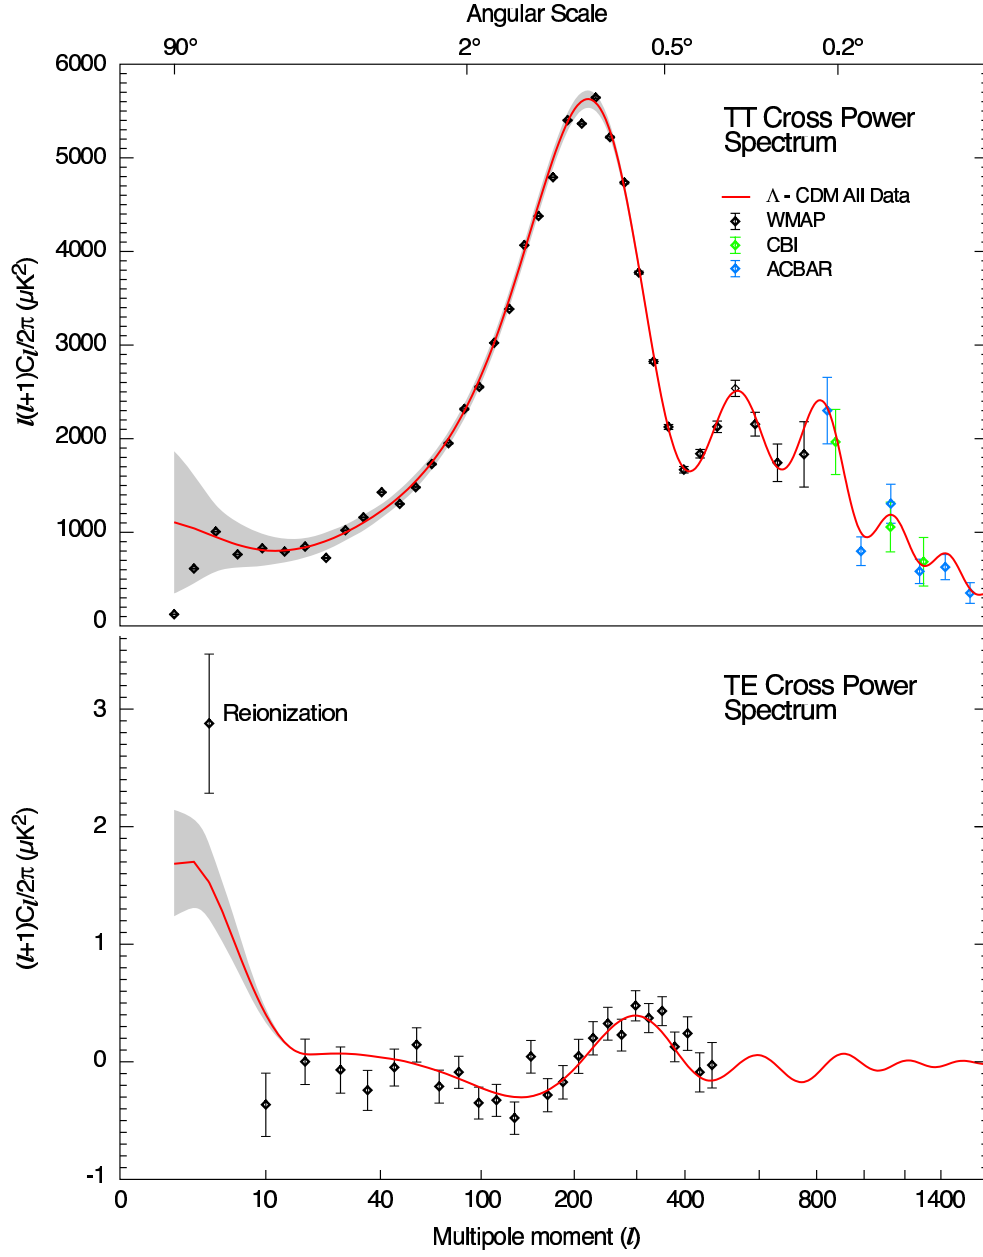 Angular Scale
90° 2° 0.5° 0.2°
6000
5000
4000
3000
2000
1000
0
l(l+1)Cl/2π (μK²)
TT Cross Power
Spectrum
Λ - CDM All Data
WMAP
CBI
ACBAR
TE Cross Power
Spectrum
Reionization
3
2
1
0
-1
(l+1)Cl/2π (μK²)
0 10 40 100 200 400 800 1400
Multipole moment (l)